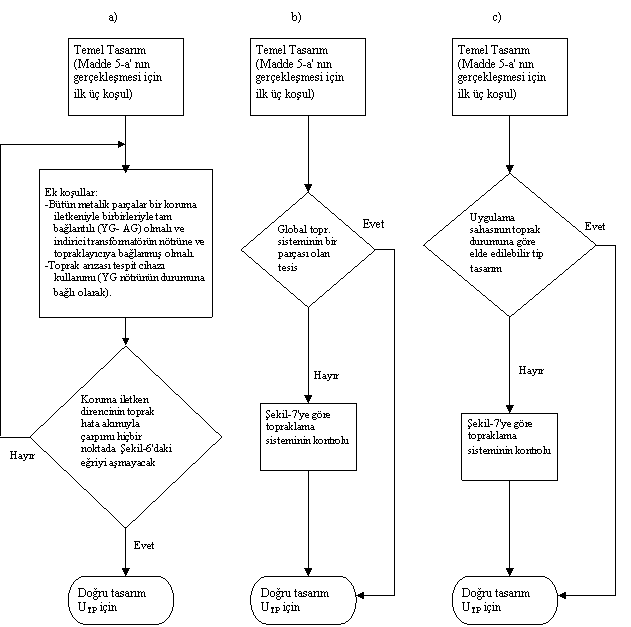 a)
Temel Tasarım
(Madde 5-a' nın
gerçekleşmesi için
ilk üç koşul)
Ek koşullar:
-Bütün metalik parçalar bir koruma
iletkeniyle birbirleriyle tam
bağlantılı (YG- AG) olmalı ve
indirici transformatörün nötrüne ve
topraklayıcıya bağlanmış olmalı.
-Toprak arızası tespit cihazı
kullanımı (YG nötrünün durumuna
bağlı olarak).
Koruma iletken
direncinin toprak
hata akımıyla
çarpımı hiçbir
noktada Şekil-6'daki
eğriyi aşmayacak
Hayır
Evet
Doğru tasarım
UTP için
b)
Temel Tasarım
(Madde 5-a' nın
gerçekleşmesi için
ilk üç koşul)
Global topr.
sisteminin bir
parçası olan
tesis
Evet
Hayır
Şekil-7'ye göre
topraklama
sisteminin kontrolu
Doğru tasarım
UTP için
c)
Temel Tasarım
(Madde 5-a' nın
gerçekleşmesi için
ilk üç koşul)
Uygulama
sahasının toprak
durumuna göre
elde edilebilir tip
tasarım
Evet
Hayır
Şekil-7'ye göre
topraklama
sisteminin kontrolu
Doğru tasarım
UTP için